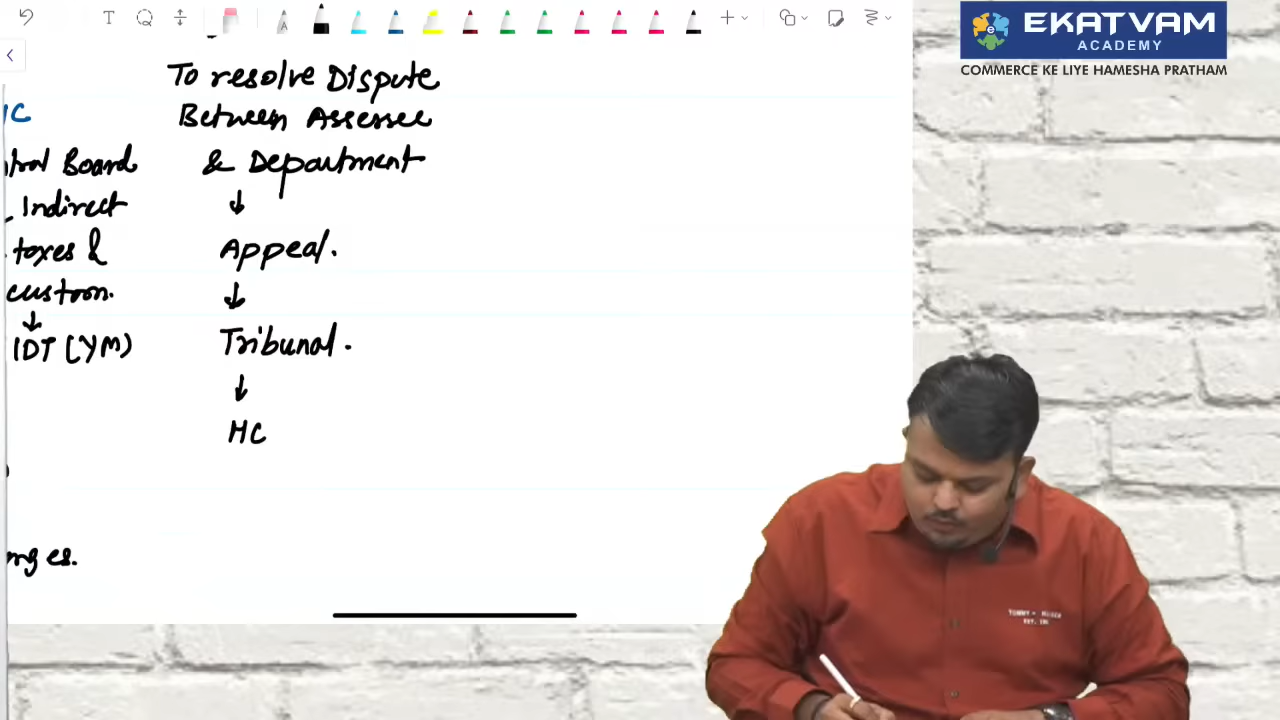 EKATVAM
ACADEMY
COMMERCE KE LIYE HAMESHA PRATHAM
To resolve Dispute
Between Assessee
& Department
↓
Appeal.
↓
Tribunal.
↓
HC
Board
Indirect
taxes &
custom.
↓
IDT (YM)
T
A